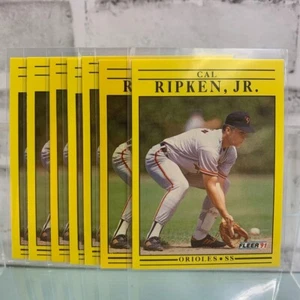 CAL
RIPKEN, JR.
R
R
FLEER '91
ORIOLES • SS